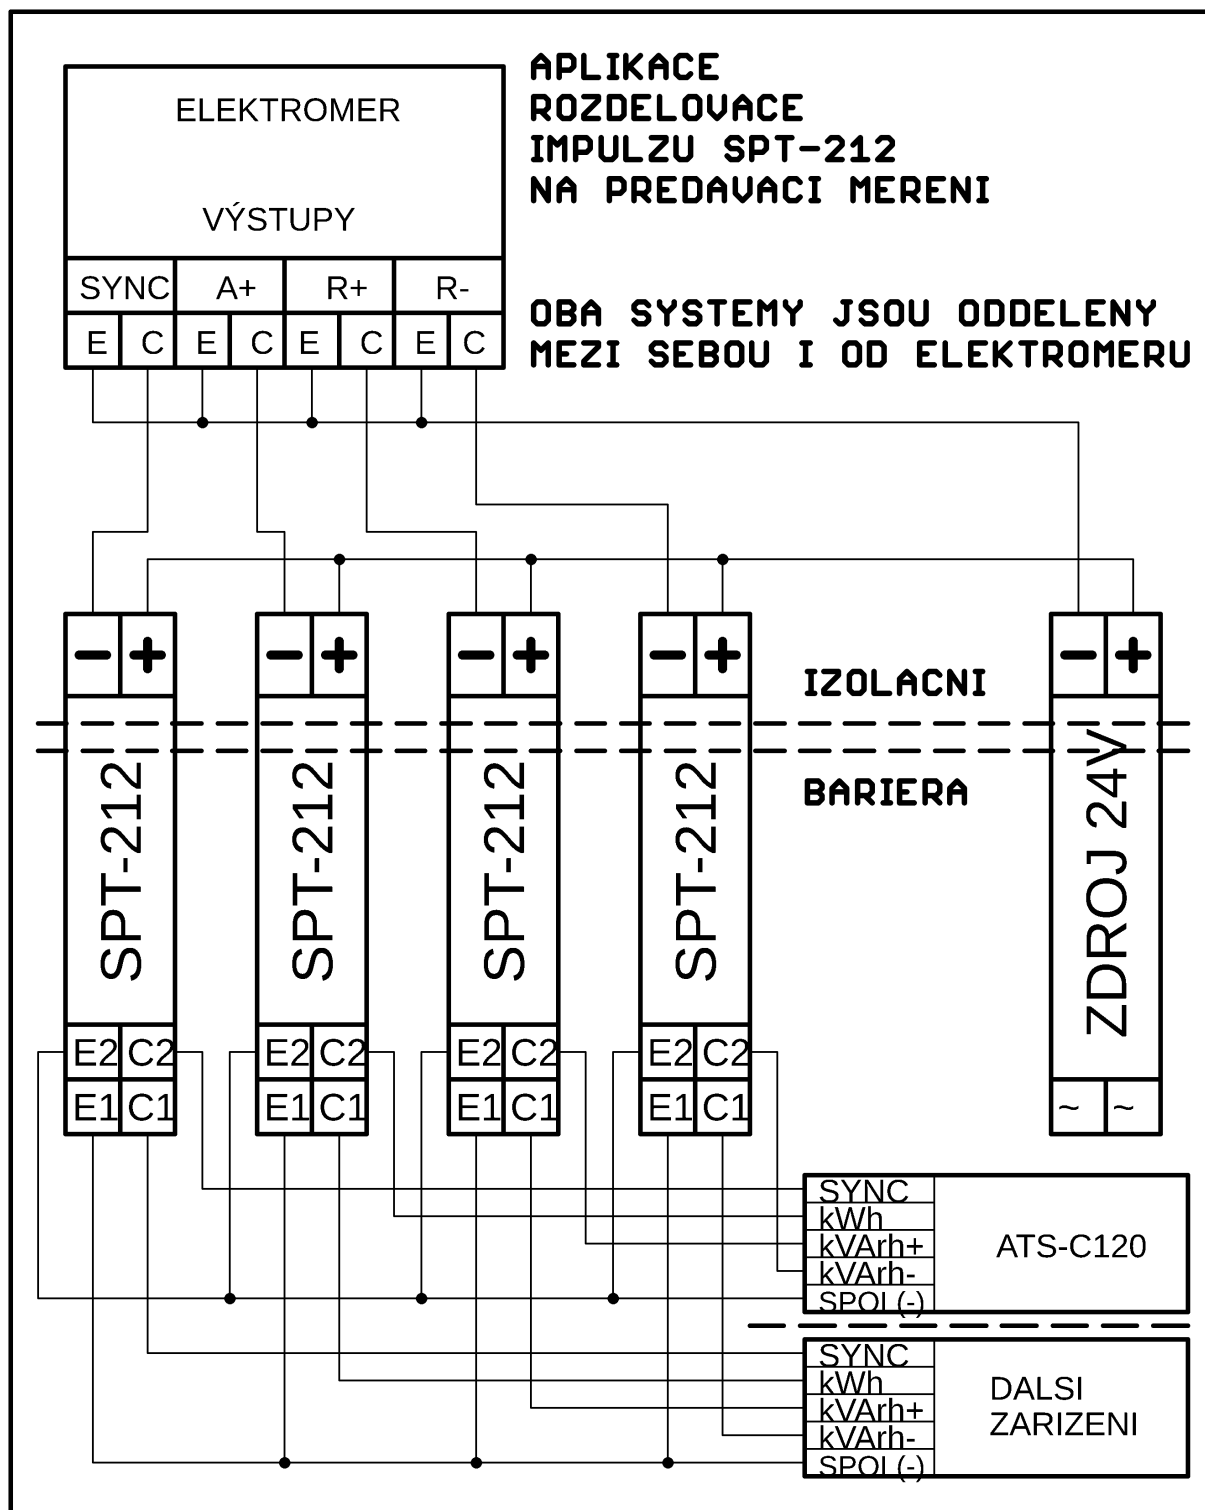 APLIKACE
ROZDELOVACE
IMPULZU SPT-212
NA PREDAVACI MERENI
ELEKTROMER
VÝSTUPY
SYNC A+ R+ R-
E C E C E C E C
OBA SYSTEMY JSOU ODDELENY
MEZI SEBOU I OD ELEKTROMERU
- + - + - + - + - +
IZOLACNI
BARIERA
SPT-212
SPT-212
SPT-212
SPT-212
ZDROJ 24V
E2 C2 E2 C2 E2 C2 E2 C2
E1 C1 E1 C1 E1 C1 E1 C1 ~ ~
SYNC
kWh
kVArh+
kVArh-
SPOL(-)
ATS-C120
SYNC
kWh
kVArh+
kVArh-
SPOL(-)
DALSI
ZARIZENI